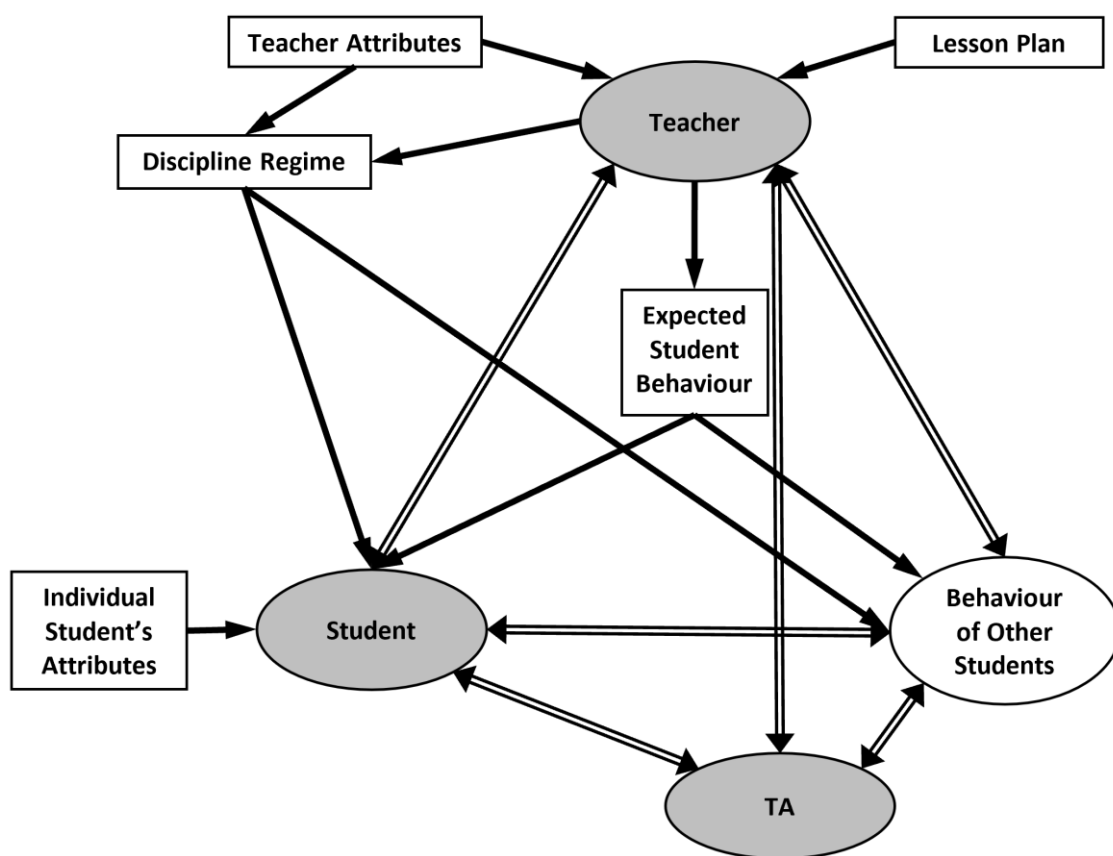 Teacher Attributes
Lesson Plan
Teacher
Discipline Regime
Expected
Student
Behaviour
Individual
Student’s
Attributes
Student
Behaviour
of Other
Students
TA